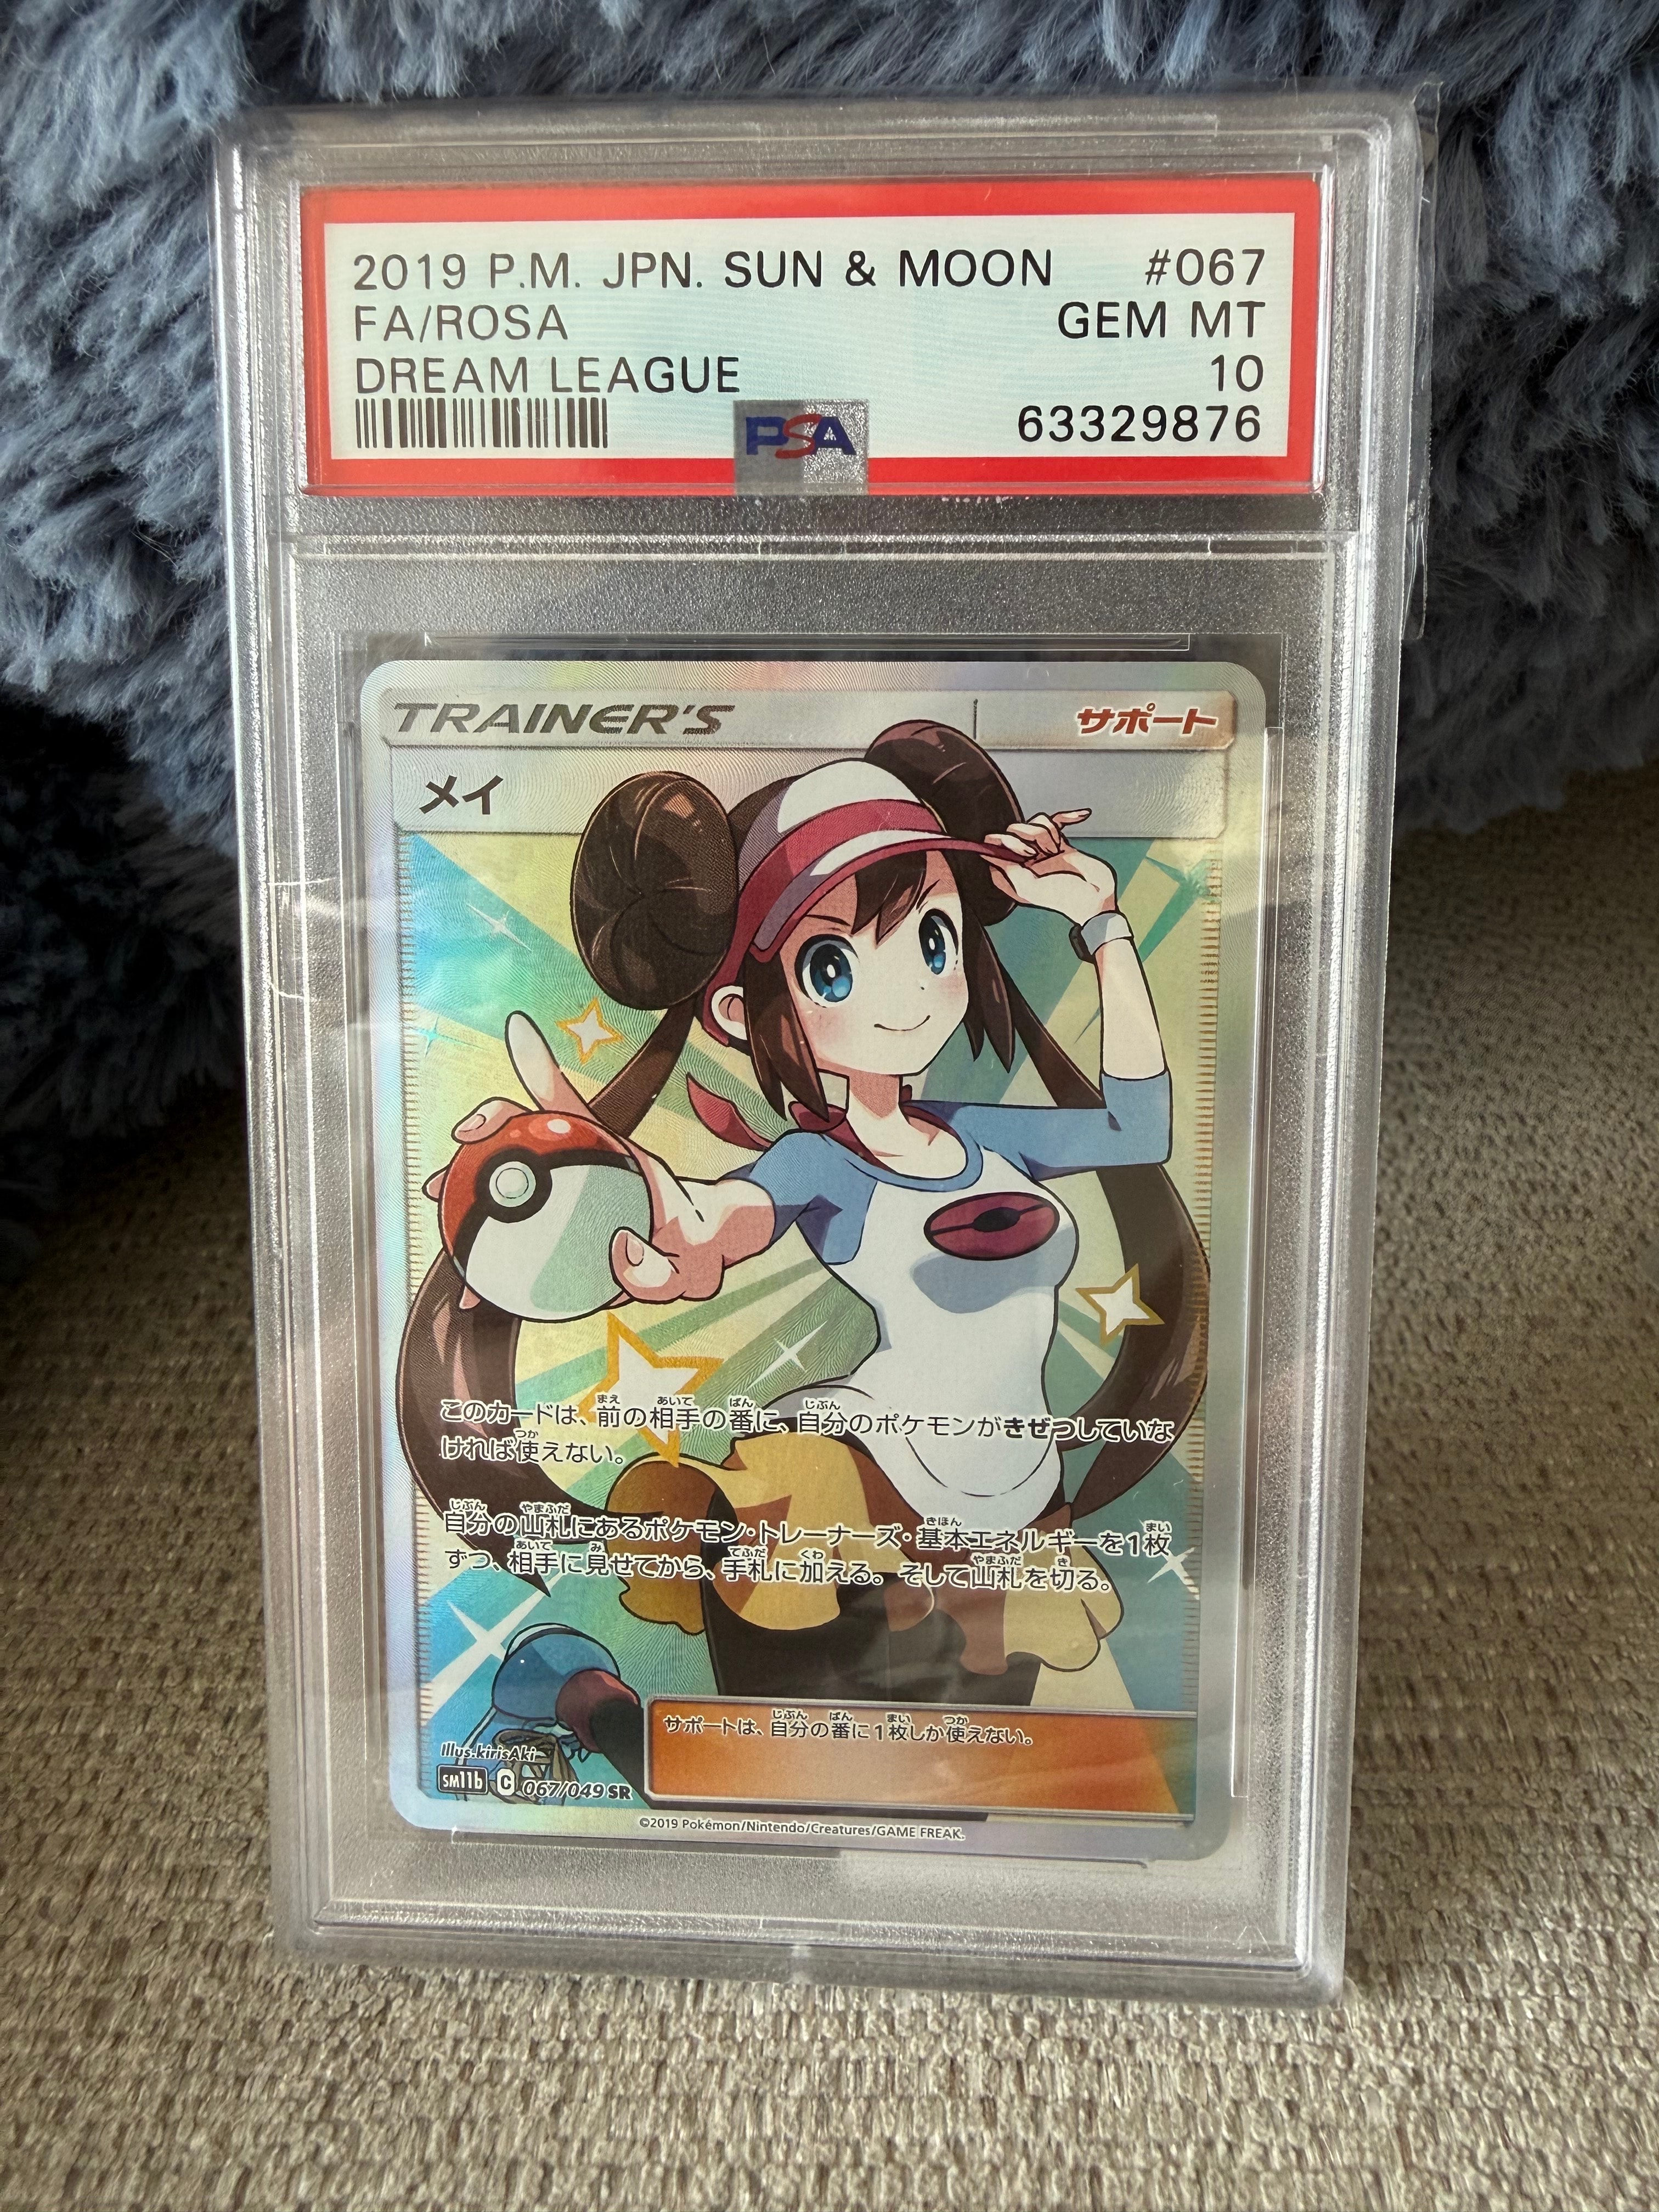 2019 P.M. JPN. SUN & MOON #067
FA/ROSA GEM MT
DREAM LEAGUE 10
PSA 63329876
TRAINER'S サポート
メイ
このカードは、前の相手の番に、自分のポケモンがきぜつしていな
ければ使えない。
自分の山札にあるポケモン・トレーナーズ・基本エネルギーを1枚
ずつ、相手に見せてから、手札に加える。そして山札を切る。
サポートは、自分の番に1枚しか使えない。
Illus.kirisAki
sm11b C 067/049 SR
©2019 Pokémon/Nintendo/Creatures/GAME FREAK.